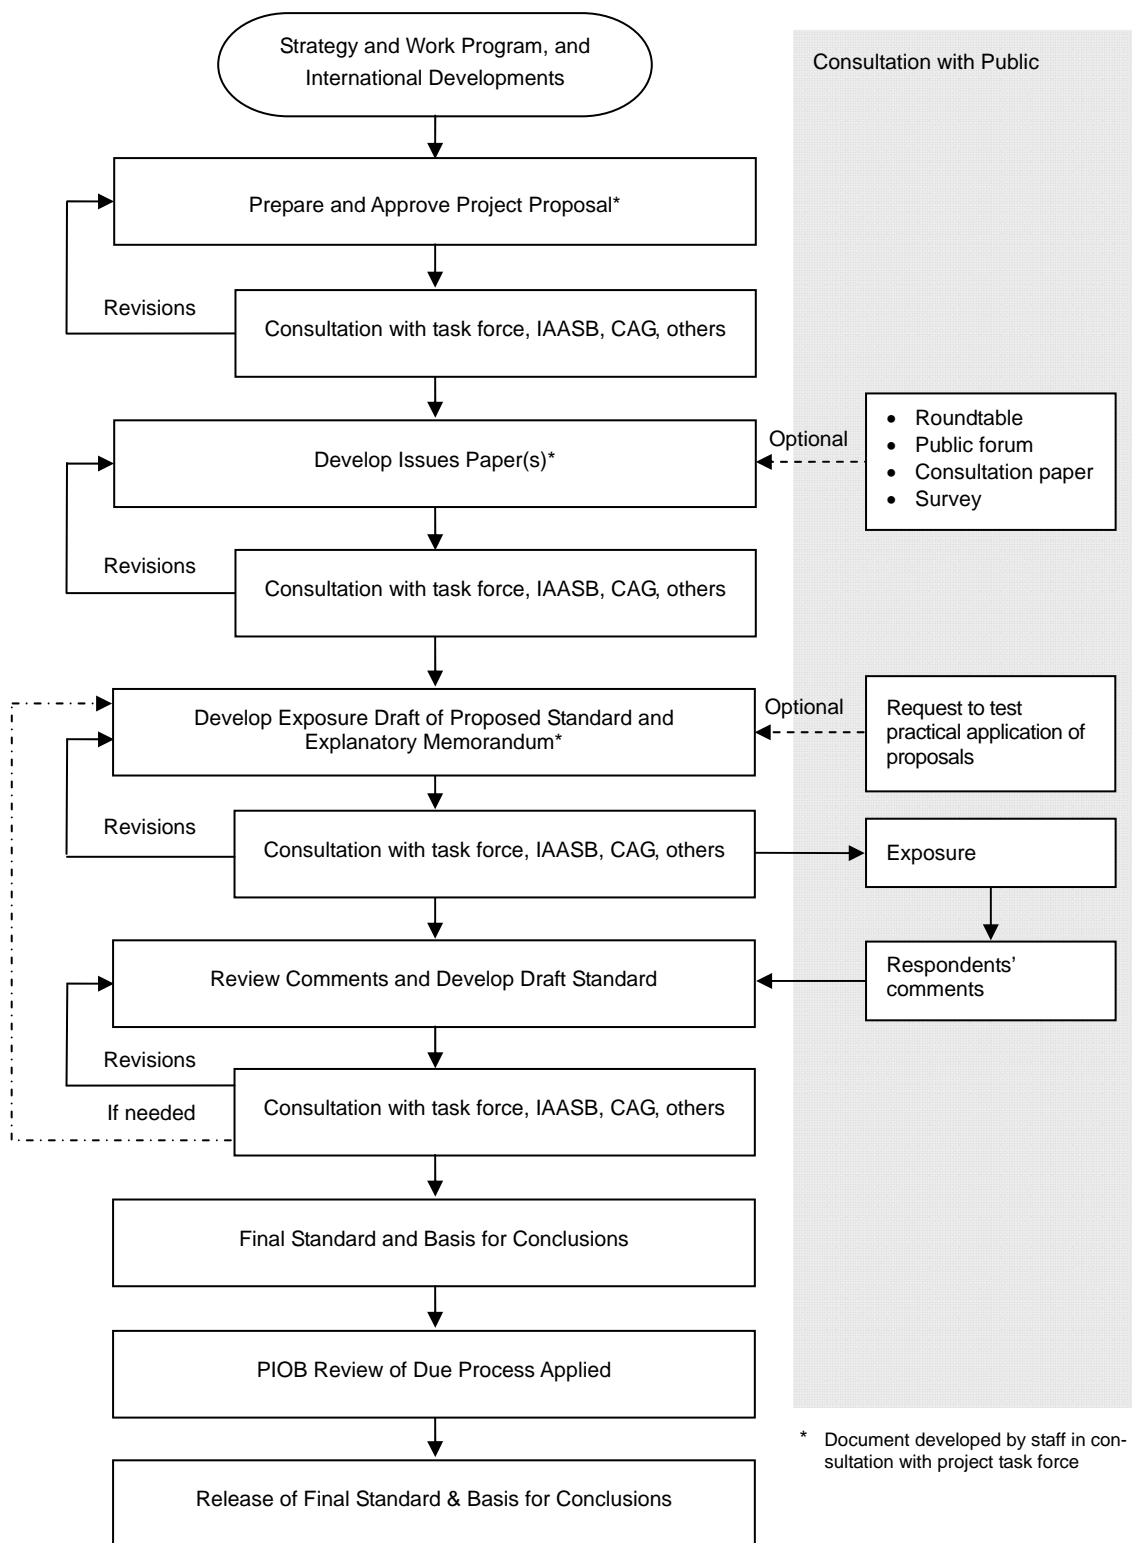 Strategy and Work Program, and
International Developments
Consultation with Public
Prepare and Approve Project Proposal*
Revisions
Consultation with task force, IAASB, CAG, others
Develop Issues Paper(s)*
Optional
• Roundtable
• Public forum
• Consultation paper
• Survey
Revisions
Consultation with task force, IAASB, CAG, others
Develop Exposure Draft of Proposed Standard and
Explanatory Memorandum*
Optional
Request to test
practical application of
proposals
Revisions
Consultation with task force, IAASB, CAG, others
Exposure
Review Comments and Develop Draft Standard
Respondents’
comments
Revisions
If needed
Consultation with task force, IAASB, CAG, others
Final Standard and Basis for Conclusions
PIOB Review of Due Process Applied
* Document developed by staff in con-
sultation with project task force
Release of Final Standard & Basis for Conclusions